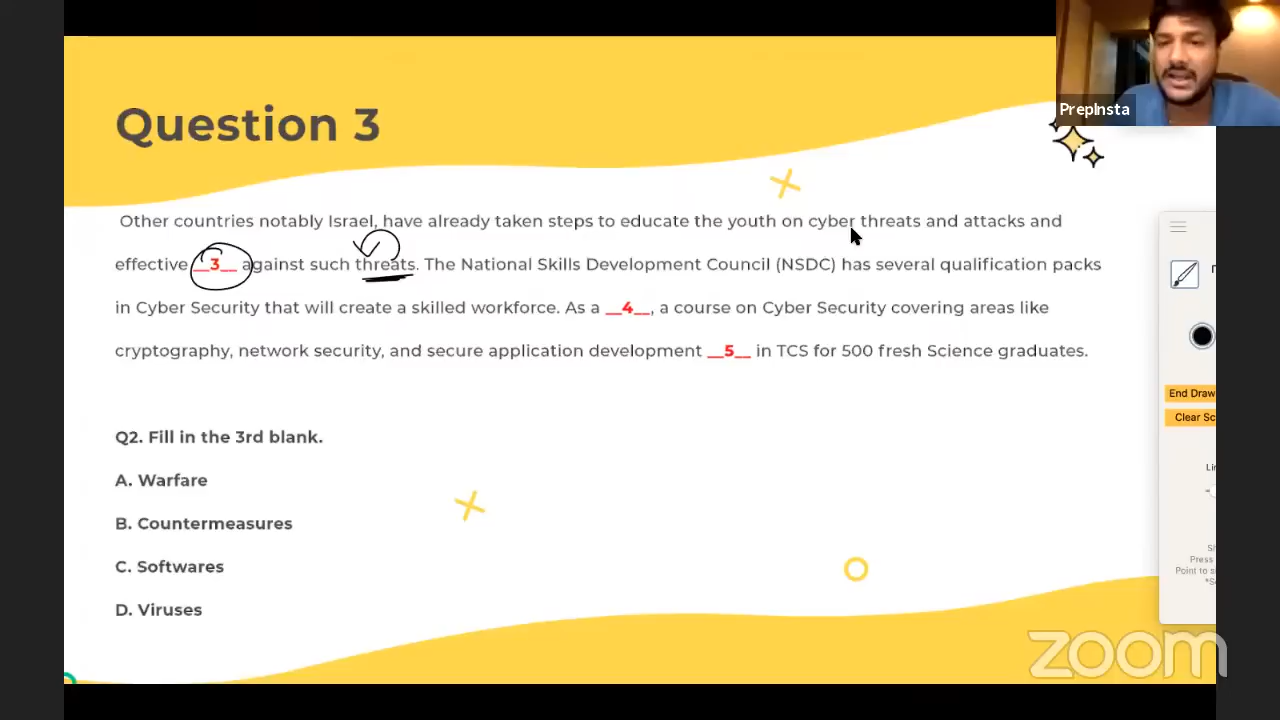 PrepInsta
Question 3
Other countries notably Israel, have already taken steps to educate the youth on cyber threats and attacks and
effective __3__ against such threats. The National Skills Development Council (NSDC) has several qualification packs
in Cyber Security that will create a skilled workforce. As a __4__, a course on Cyber Security covering areas like
cryptography, network security, and secure application development __5__ in TCS for 500 fresh Science graduates.
End Draw
Clear Sc
Q2. Fill in the 3rd blank.
A. Warfare
B. Countermeasures
C. Softwares
D. Viruses
Press
Point to s
zoom